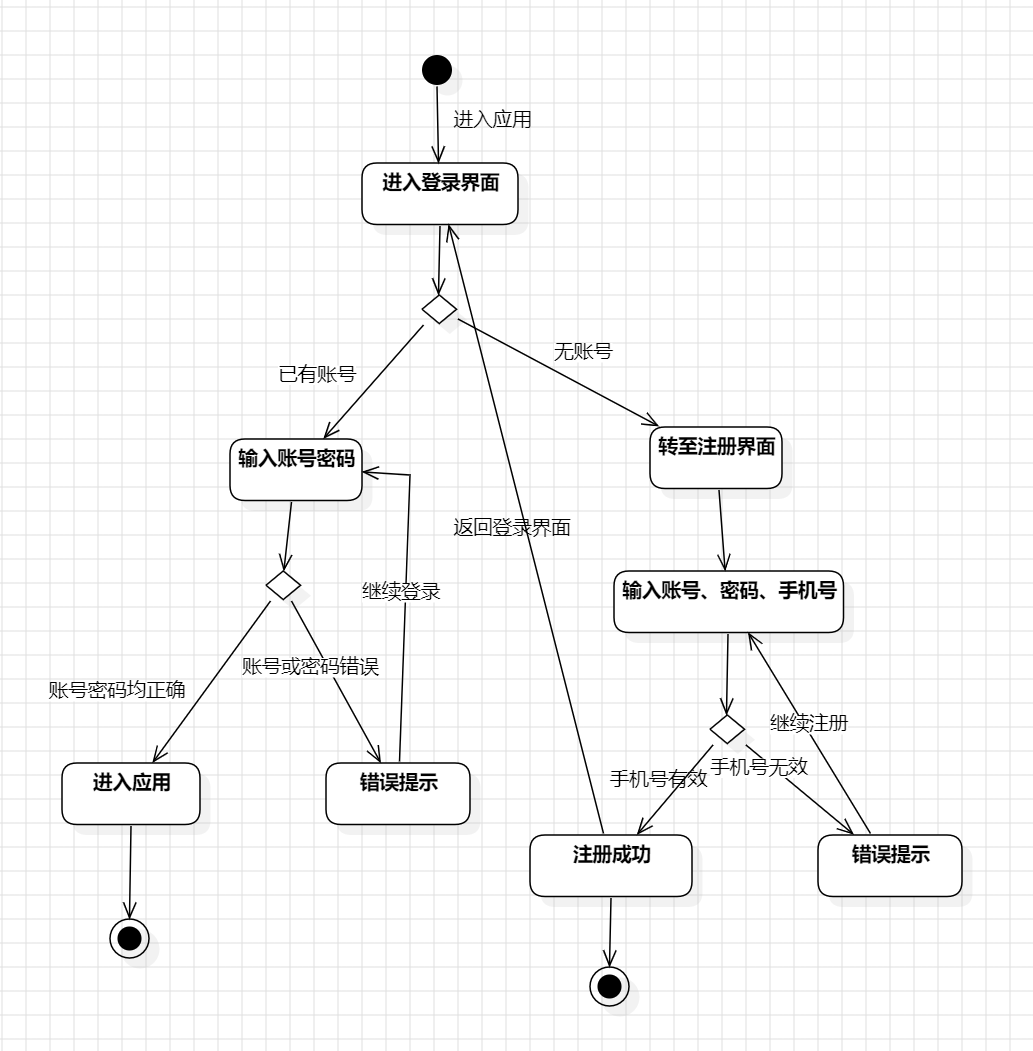 进入应用
进入登录界面
无账号
已有账号
输入账号密码
转至注册界面
返回登录界面
继续登录
输入账号、密码、手机号
账号或密码错误
账号密码均正确
继续注册
手机号有效
手机号无效
进入应用
错误提示
注册成功
错误提示